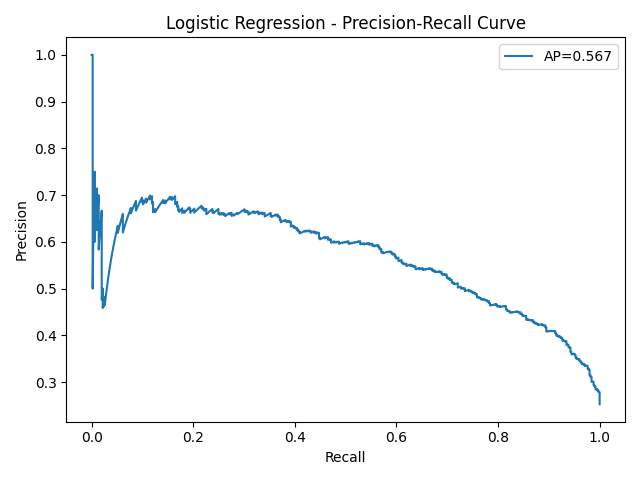 Logistic Regression - Precision-Recall Curve
AP=0.567
1.0
0.9
0.8
0.7
0.6
0.5
0.4
0.3
Precision
0.0 0.2 0.4 0.6 0.8 1.0
Recall